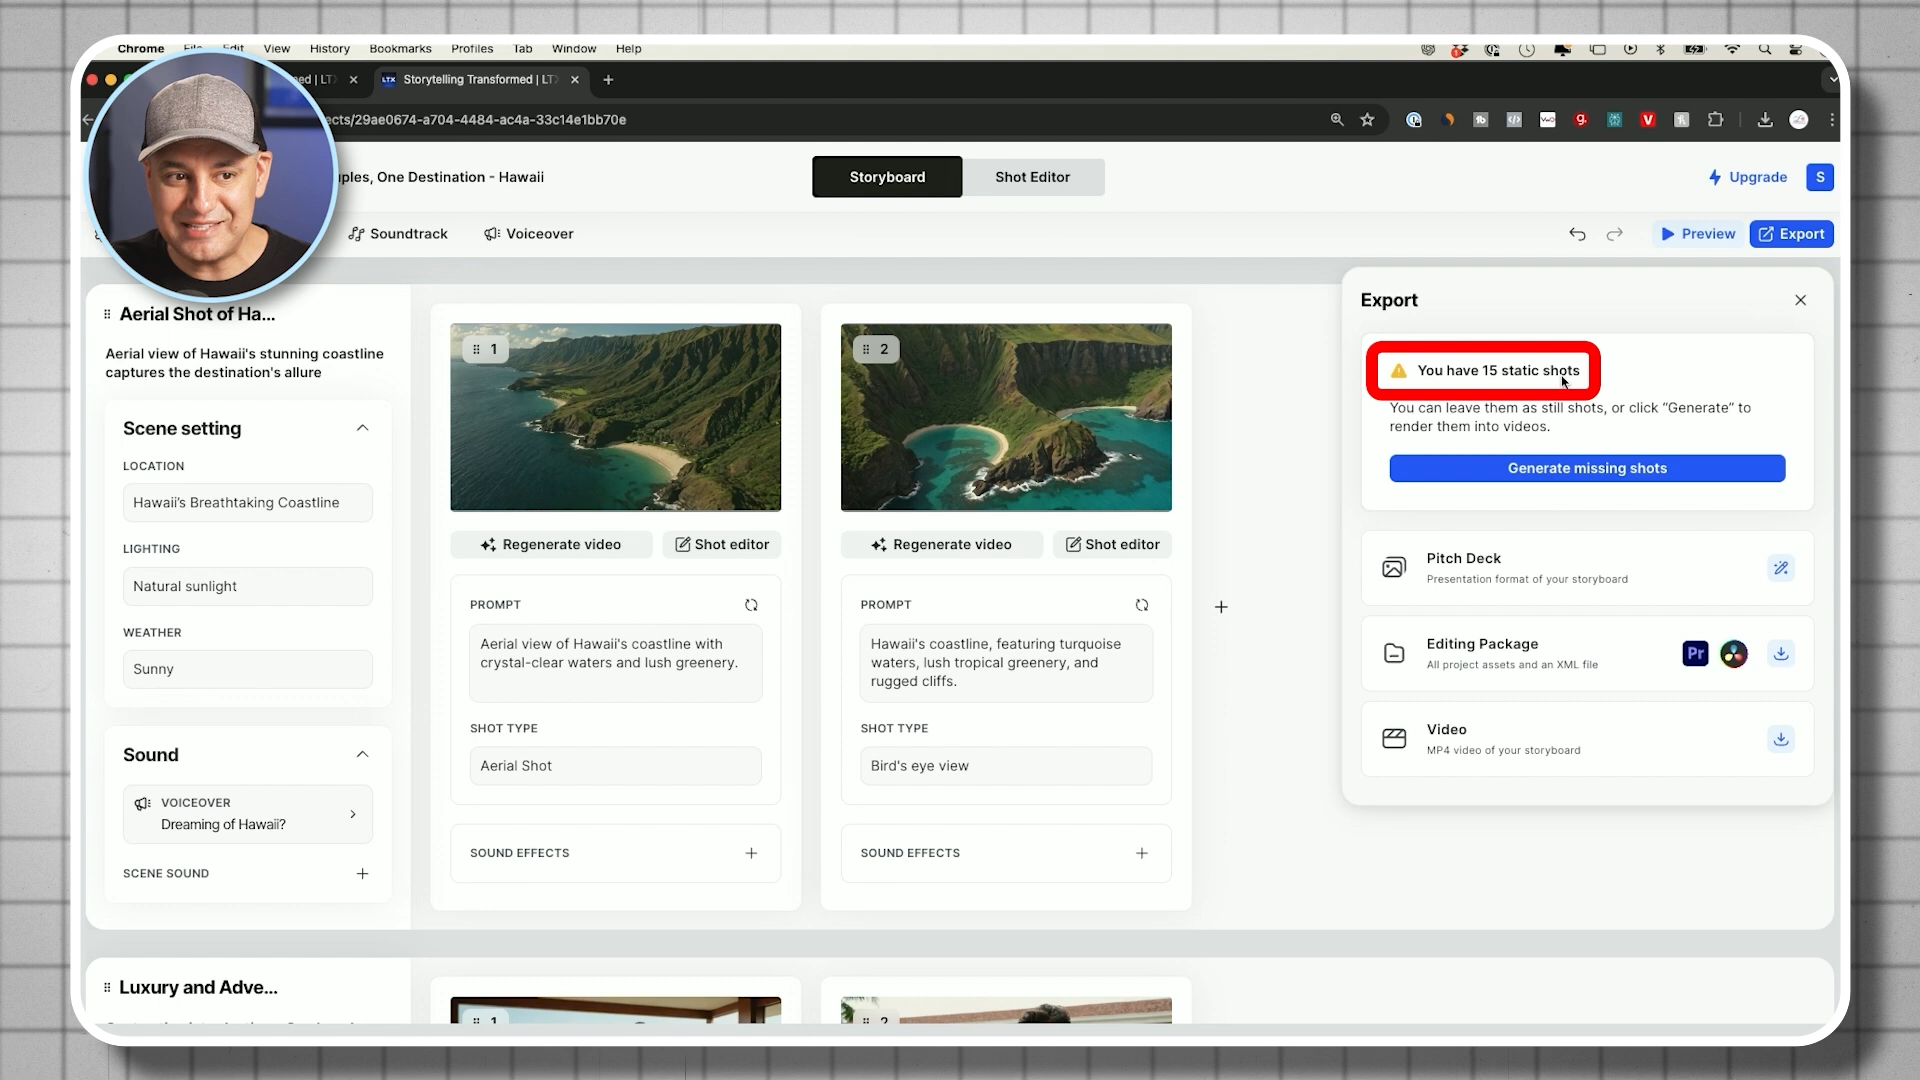 Chrome File Edit View History Bookmarks Profiles Tab Window Help
ed | LT Storytelling Transformed | LT
ects/29ae0674-a704-4484-ac4a-33c14e1bb70e
ples, One Destination - Hawaii
Storyboard
Shot Editor
Upgrade
S
Soundtrack
Voiceover
Preview
Export
Aerial Shot of Ha...
Aerial view of Hawaii's stunning coastline
captures the destination's allure
Scene setting
LOCATION
Hawaii's Breathtaking Coastline
LIGHTING
Natural sunlight
WEATHER
Sunny
Sound
VOICEOVER
Dreaming of Hawaii?
SCENE SOUND
1
Regenerate video
Shot editor
PROMPT
Aerial view of Hawaii's coastline with
crystal-clear waters and lush greenery.
SHOT TYPE
Aerial Shot
SOUND EFFECTS
2
Regenerate video
Shot editor
PROMPT
Hawaii's coastline, featuring turquoise
waters, lush tropical greenery, and
rugged cliffs.
SHOT TYPE
Bird's eye view
SOUND EFFECTS
Export
You have 15 static shots
You can leave them as still shots, or click “Generate” to
render them into videos.
Generate missing shots
Pitch Deck
Presentation format of your storyboard
Editing Package
All project assets and an XML file
Pr
Video
MP4 video of your storyboard
Luxury and Adve...
1
2